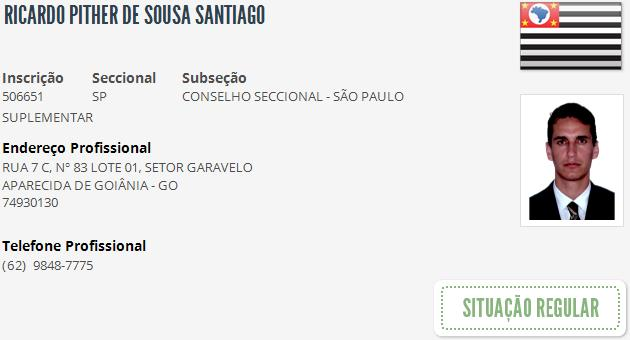 RICARDO PITHER DE SOUSA SANTIAGO
Inscrição Seccional Subseção
506651 SP CONSELHO SECCIONAL - SÃO PAULO
SUPLEMENTAR
Endereço Profissional
RUA 7 C, Nº 83 LOTE 01, SETOR GARAVELO
APARECIDA DE GOIÂNIA - GO
74930130
Telefone Profissional
(62) 9848-7775
SITUAÇÃO REGULAR